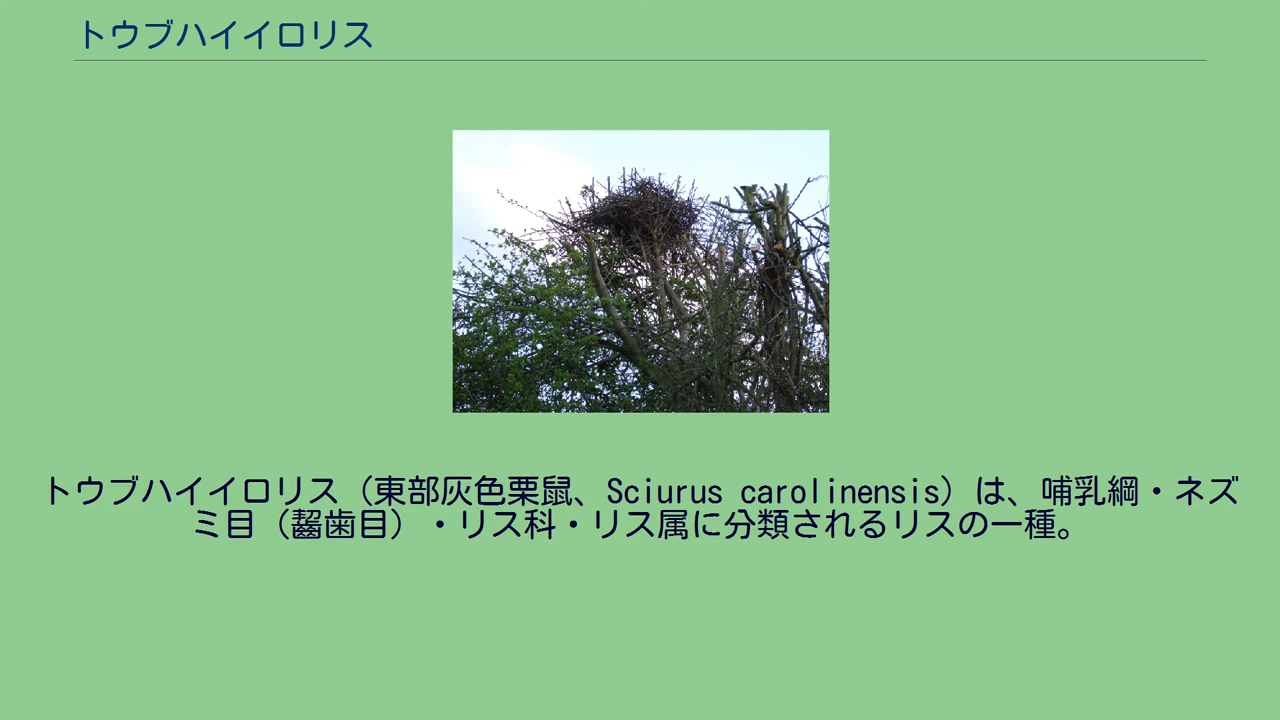 トウブハイイロリス
トウブハイイロリス（東部灰色栗鼠、Sciurus carolinensis）は、哺乳綱・ネズ
ミ目（齧歯目）・リス科・リス属に分類されるリスの一種。